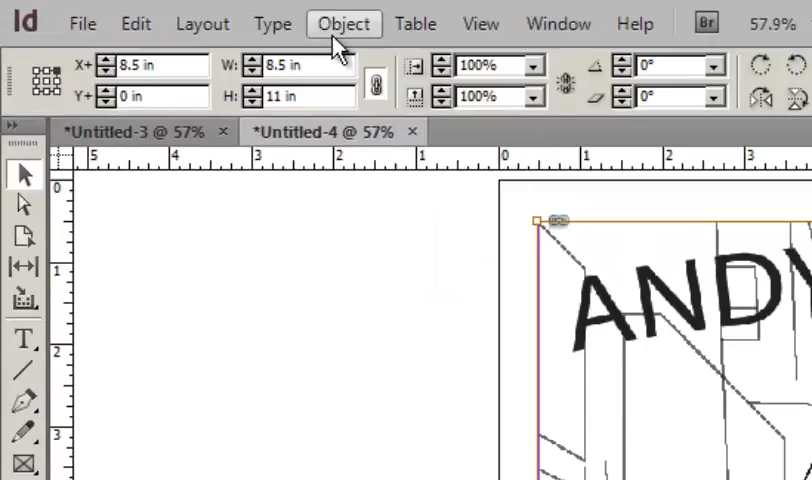 Id File Edit Layout Type Object Table View Window Help Br 57.9%
X+ 8.5 in W: 8.5 in 100% 0°
Y+ 0 in H: 11 in 100% 0°
*Untitled-3 @ 57% × *Untitled-4 @ 57% ×
5 4 3 2 1 0 1 2 3
0
1
2
3
ANDY
T